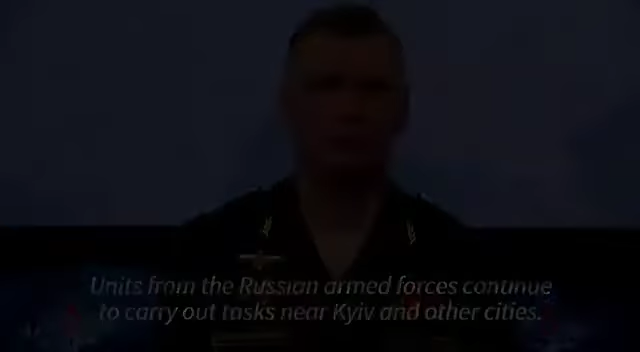 Units from the Russian armed forces continue
to carry out tasks near Kyiv and other cities.